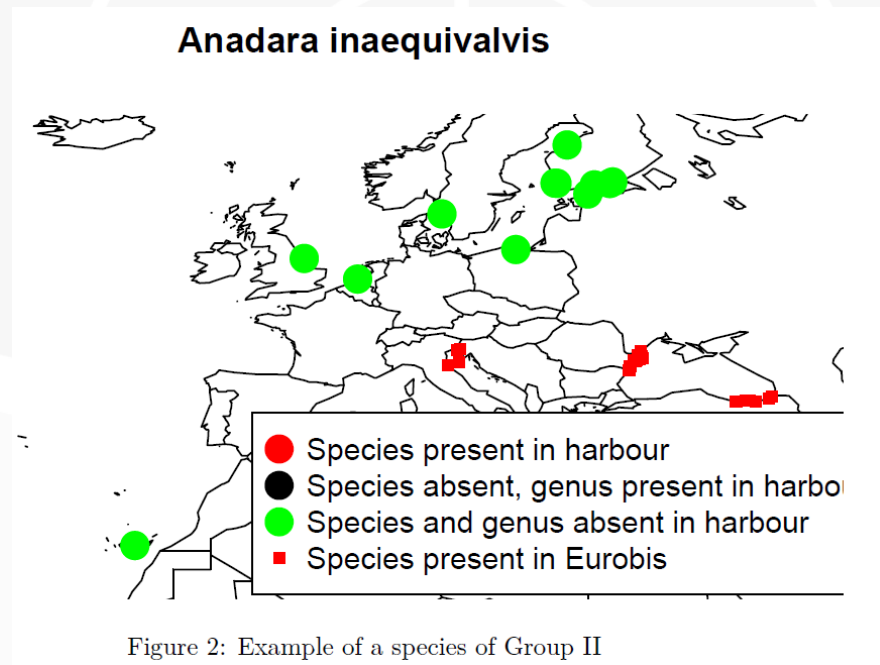 Anadara inaequivalvis
Species present in harbour
Species absent, genus present in harbou
Species and genus absent in harbour
Species present in Eurobis
Figure 2: Example of a species of Group II